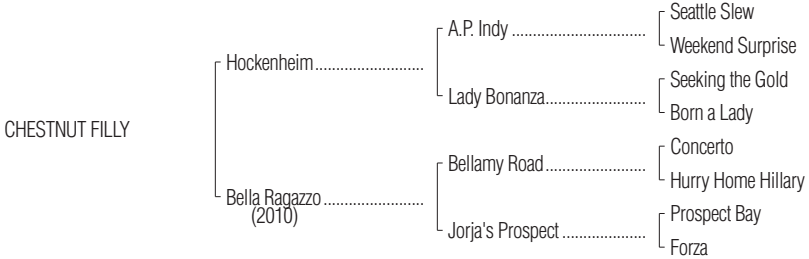 Seattle Slew
A.P. Indy ................................
Weekend Surprise
Hockenheim..........................
Seeking the Gold
Lady Bonanza........................
Born a Lady
CHESTNUT FILLY
Concerto
Bellamy Road........................
Hurry Home Hillary
Bella Ragazzo ........................
(2010)
Prospect Bay
Jorja's Prospect ....................
Forza